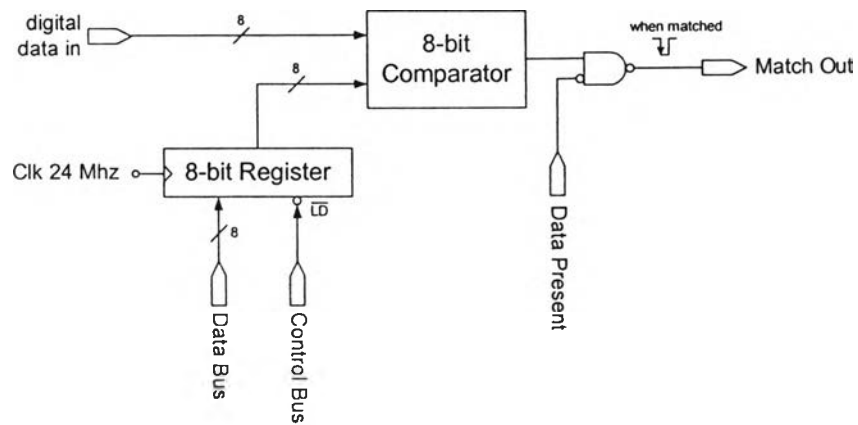 digital
data in
8
8-bit
Comparator
when matched
Match Out
8
Clk 24 Mhz
8-bit Register
LD
8
Data Bus
Control Bus
Data Present